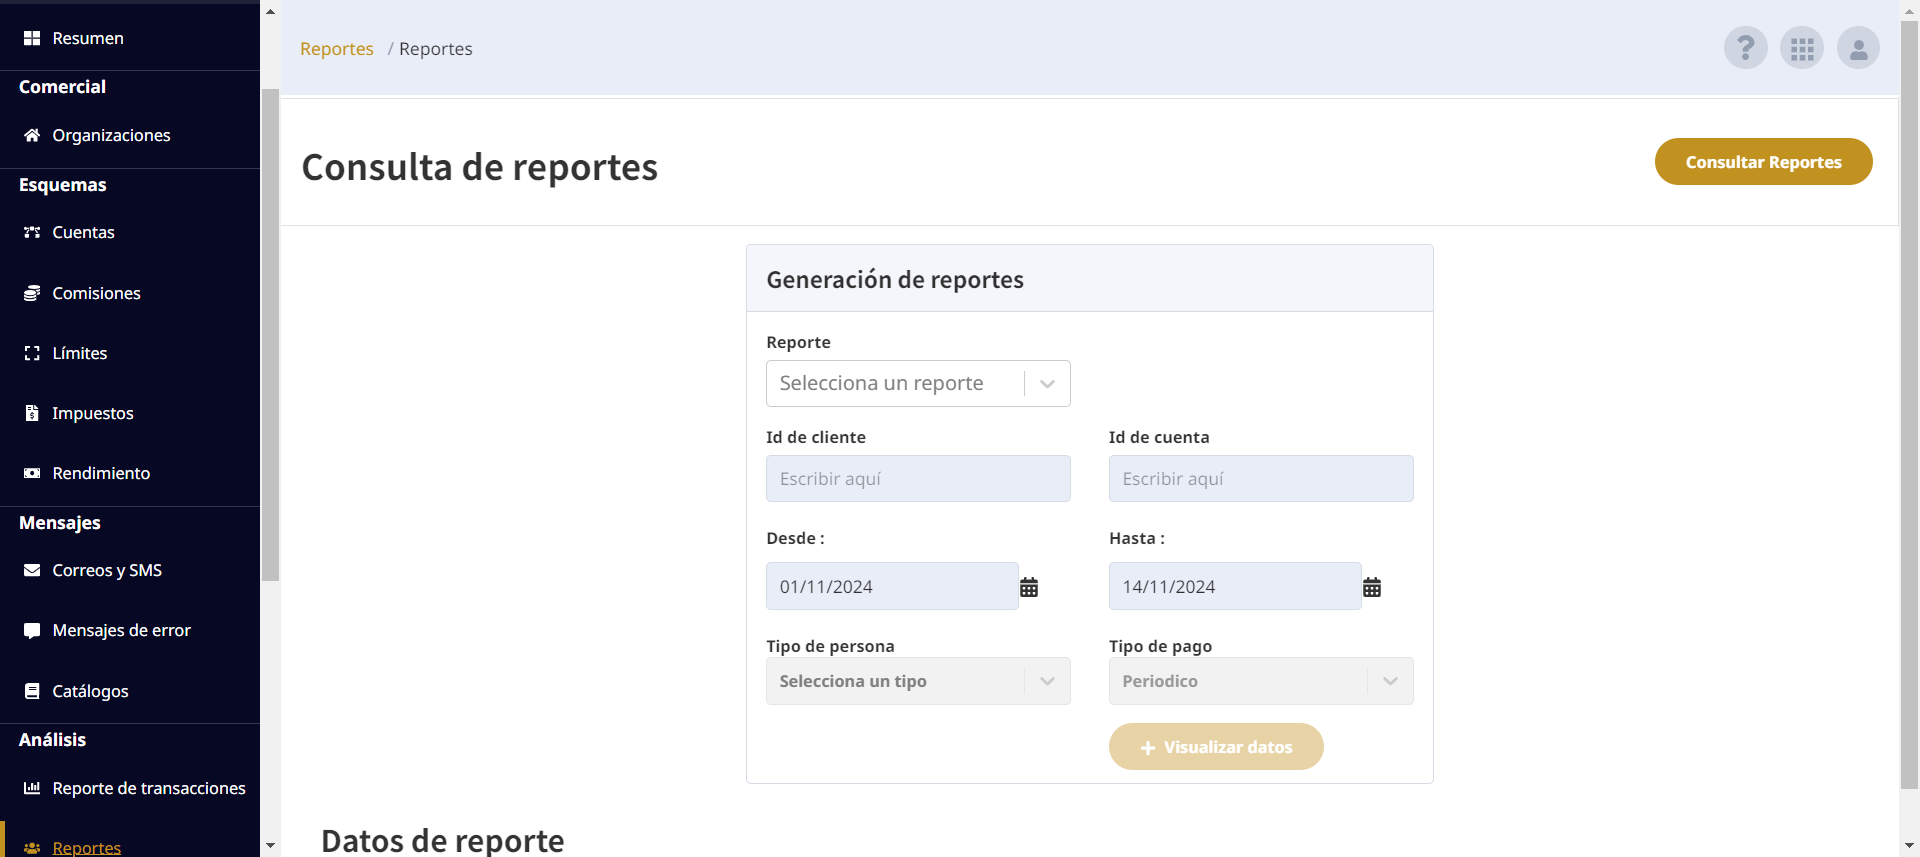 Resumen
Comercial
Organizaciones
Esquemas
Cuentas
Comisiones
Límites
Impuestos
Rendimiento
Mensajes
Correos y SMS
Mensajes de error
Catálogos
Análisis
Reporte de transacciones
Reportes
Reportes / Reportes
?
Consulta de reportes
Consultar Reportes
Generación de reportes
Reporte
Selecciona un reporte
Id de cliente
Id de cuenta
Escribir aquí
Escribir aquí
Desde :
Hasta :
01/11/2024
14/11/2024
Tipo de persona
Tipo de pago
Selecciona un tipo
Periodico
+ Visualizar datos
Datos de reporte